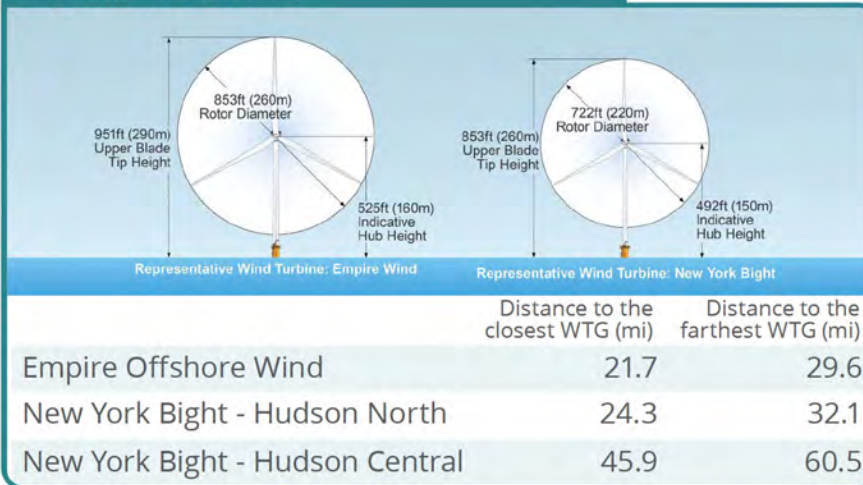 853ft (260m)
Rotor Diameter
951ft (290m)
Upper Blade
Tip Height
525ft (160m)
Indicative
Hub Height
Representative Wind Turbine: Empire Wind
722ft (220m)
Rotor Diameter
853ft (260m)
Upper Blade
Tip Height
492ft (150m)
Indicative
Hub Height
Representative Wind Turbine: New York Bight
Distance to the closest WTG (mi) Distance to the farthest WTG (mi)
Empire Offshore Wind 21.7 29.6
New York Bight - Hudson North 24.3 32.1
New York Bight - Hudson Central 45.9 60.5